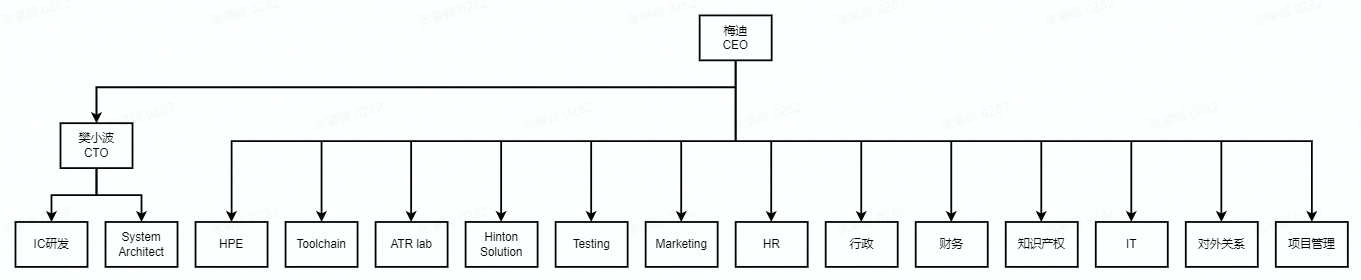 梅迪
CEO
樊小波
CTO
IC研发
System
Architect
HPE
Toolchain
ATR lab
Hinton
Solution
Testing
Marketing
HR
行政
财务
知识产权
IT
对外关系
项目管理